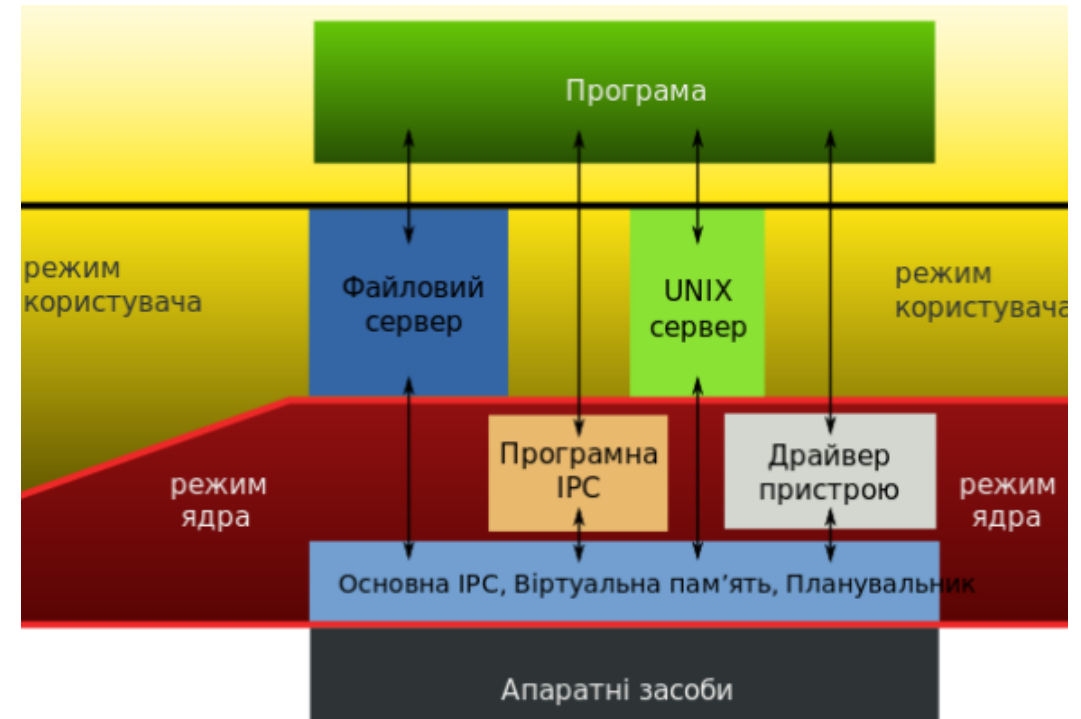 Програма
режим
користувача
Файловий
сервер
UNIX
сервер
режим
користувача
режим
ядра
Програмна
IPC
Драйвер
пристрою
режим
ядра
Основна IPC, Віртуальна пам’ять, Планувальник
Апаратні засоби